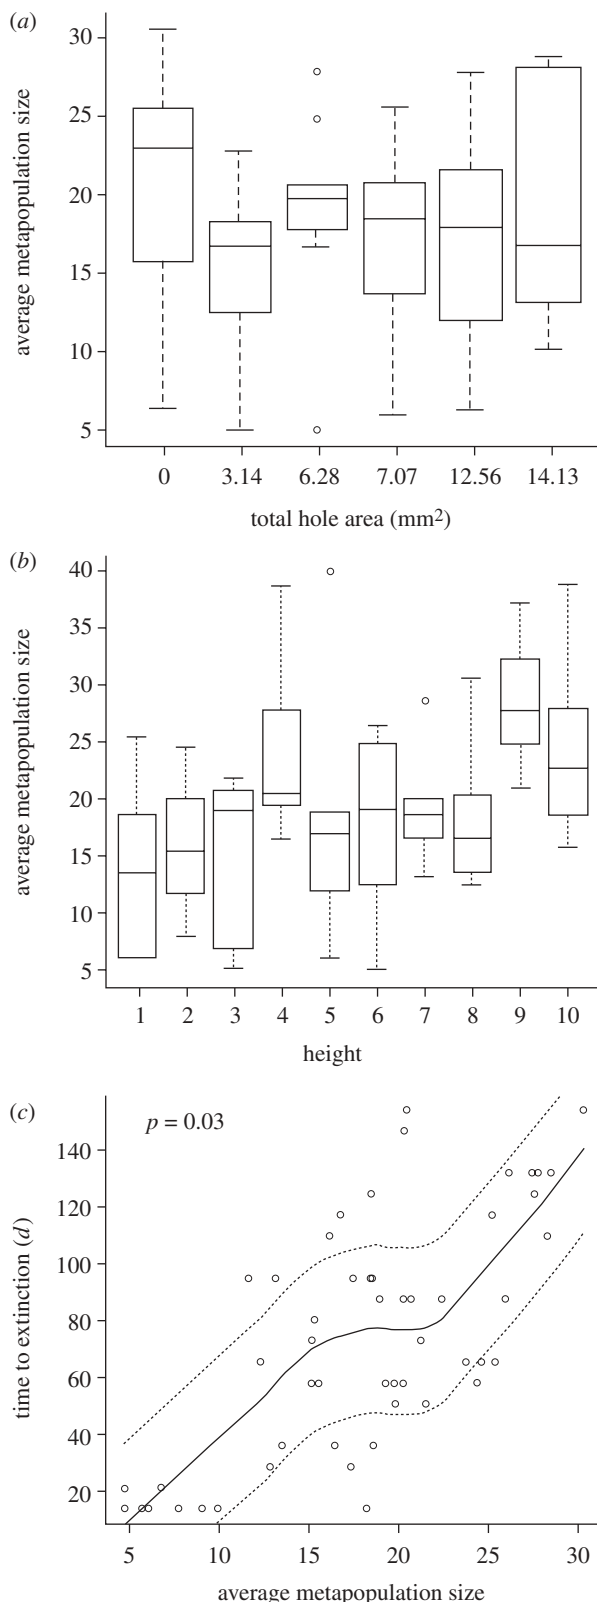 (a)
average metapopulation size
30
25
20
15
10
5
0 3.14 6.28 7.07 12.56 14.13
total hole area (mm²)
(b)
average metapopulation size
40
35
30
25
20
15
10
5
1 2 3 4 5 6 7 8 9 10
height
(c)
p = 0.03
time to extinction (d)
140
120
100
80
60
40
20
5 10 15 20 25 30
average metapopulation size